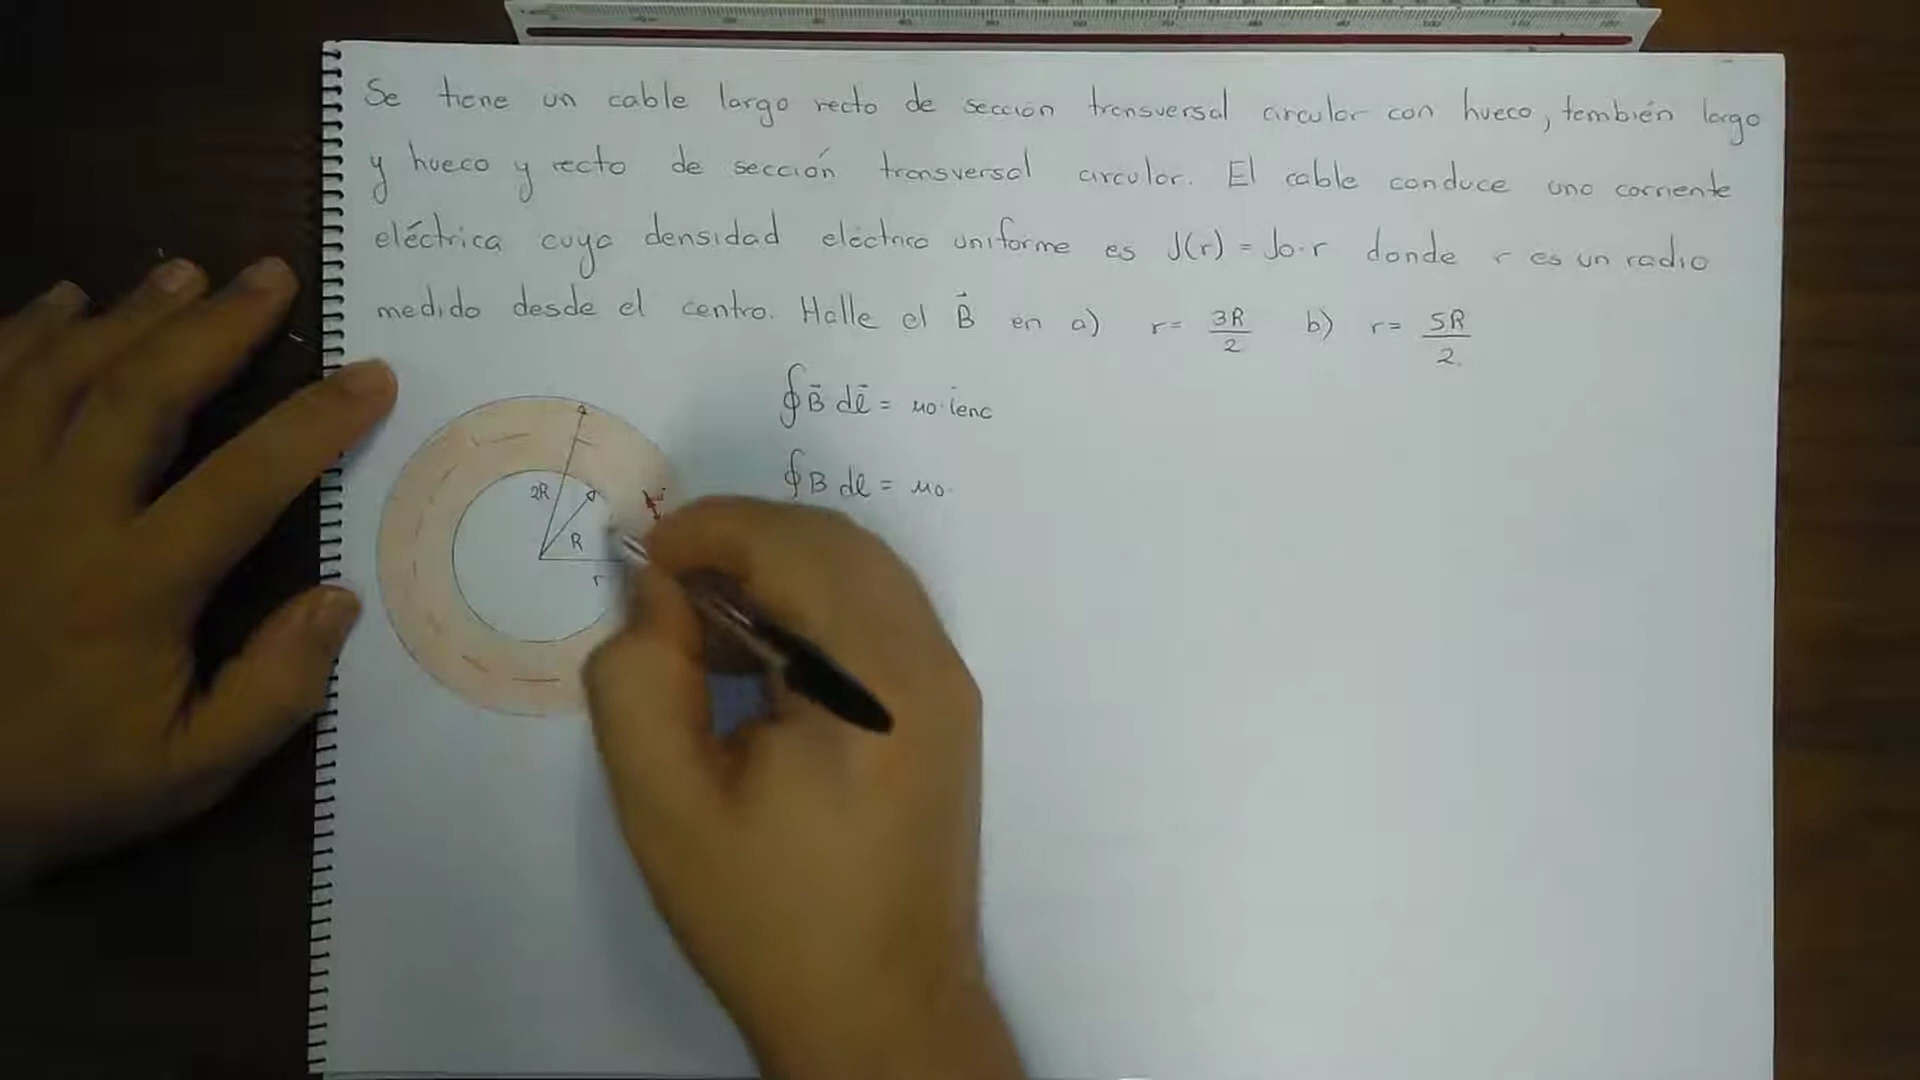 Se tiene un cable largo recto de sección transversal circular con hueco, también largo
y hueco y recto de sección transversal circular. El cable conduce una corriente
eléctrica cuya densidad eléctrica uniforme es J(r) = Jo·r donde r es un radio
medido desde el centro. Halle el B⃗ en a) r = 3R/2 b) r = 5R/2.
∮ B̄ dl̄ = μo·ienc
∮ B dl = μo·
2R
R
r